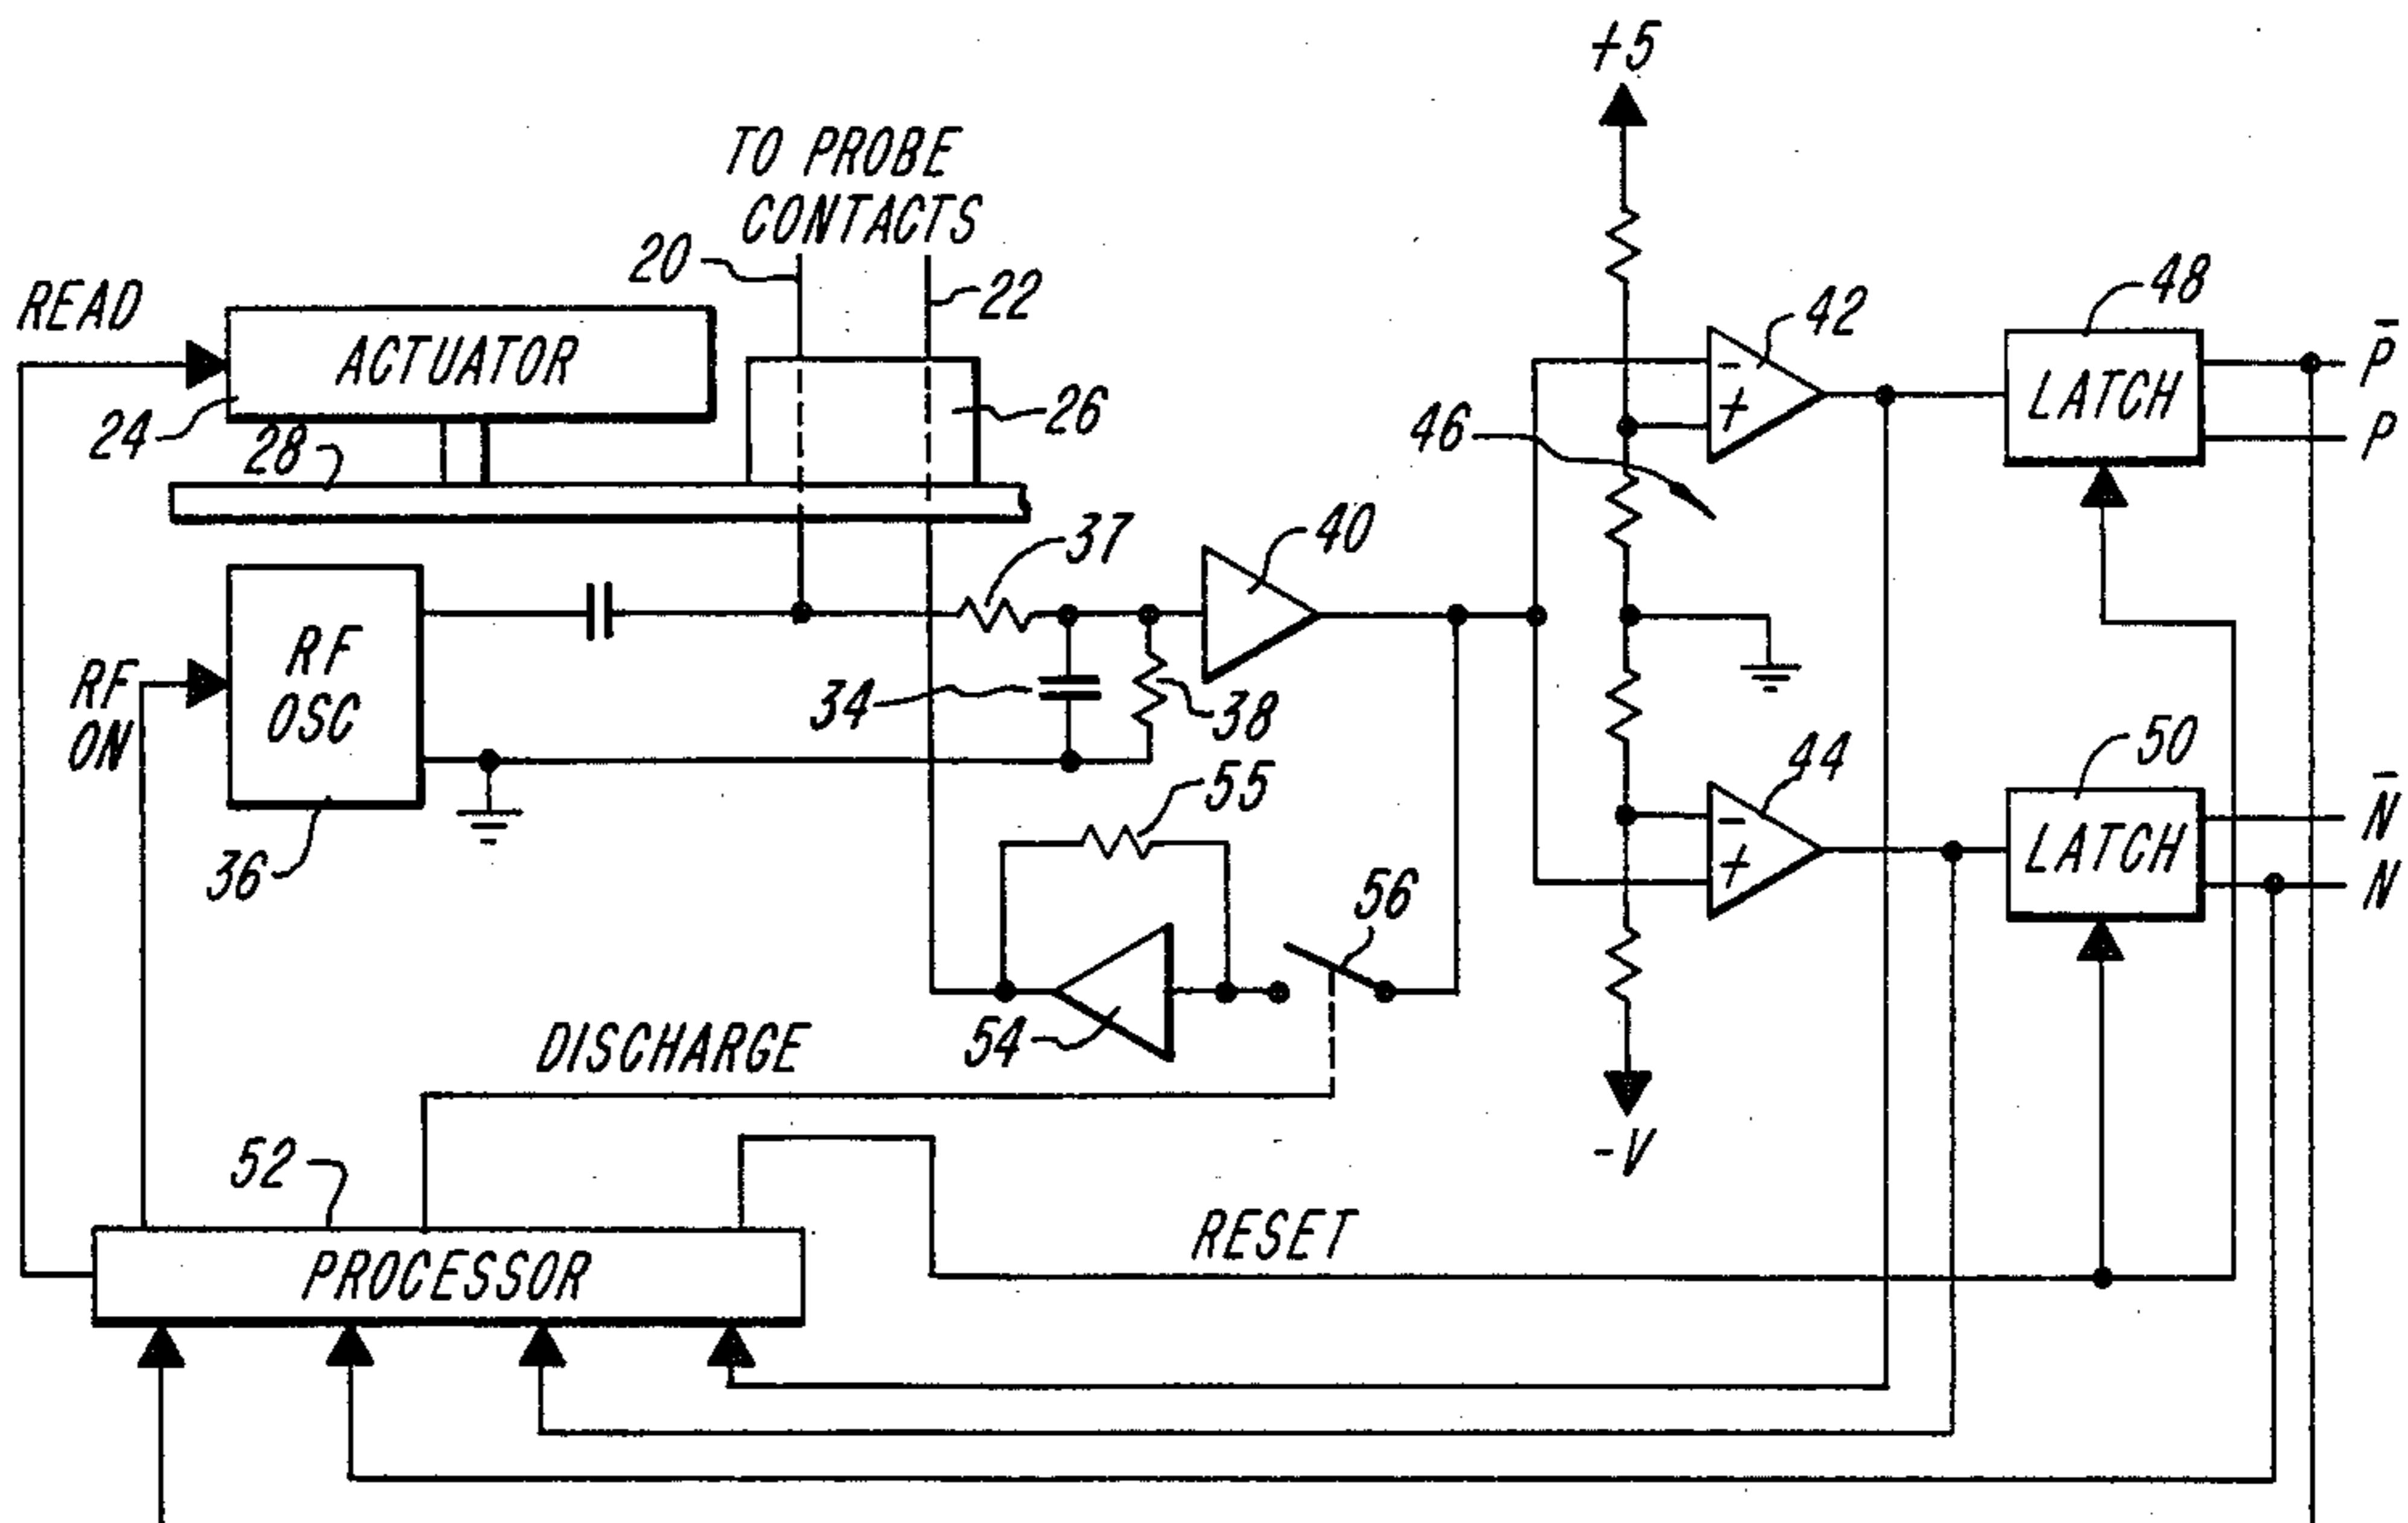 +5
TO PROBE
CONTACTS
20
22
READ
ACTUATOR
24
28
26
42
48
P̅
P
LATCH
-
+
46
37
40
RF
ON
RF
OSC
34
38
36
55
44
50
N̅
N
LATCH
-
+
56
54
DISCHARGE
-V
52
RESET
PROCESSOR